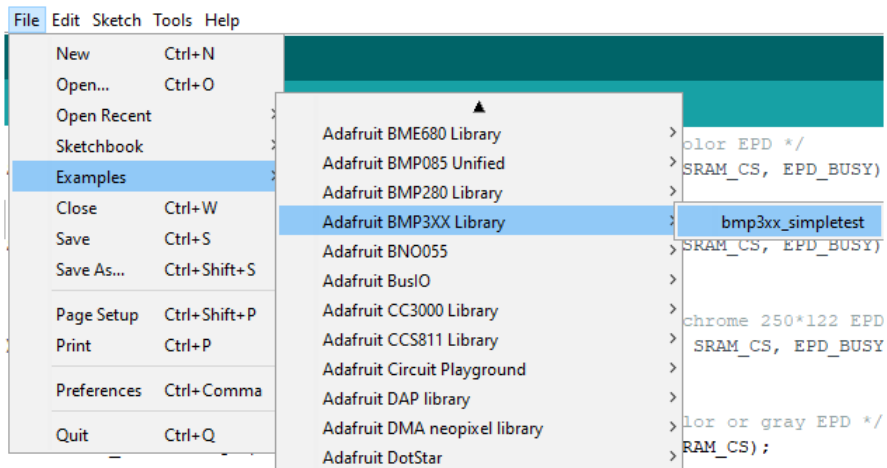 File Edit Sketch Tools Help
New Ctrl+N
Open... Ctrl+O
Open Recent
Sketchbook
Examples
Close Ctrl+W
Save Ctrl+S
Save As... Ctrl+Shift+S
Page Setup Ctrl+Shift+P
Print Ctrl+P
Preferences Ctrl+Comma
Quit Ctrl+Q
Adafruit BME680 Library
Adafruit BMP085 Unified
Adafruit BMP280 Library
Adafruit BMP3XX Library
Adafruit BNO055
Adafruit BusIO
Adafruit CC3000 Library
Adafruit CCS811 Library
Adafruit Circuit Playground
Adafruit DAP library
Adafruit DMA neopixel library
Adafruit DotStar
bmp3xx_simpletest
olor EPD */
SRAM_CS, EPD_BUSY)
SRAM_CS, EPD_BUSY)
chrome 250*122 EPD
SRAM_CS, EPD_BUSY
lor or gray EPD */
RAM_CS);